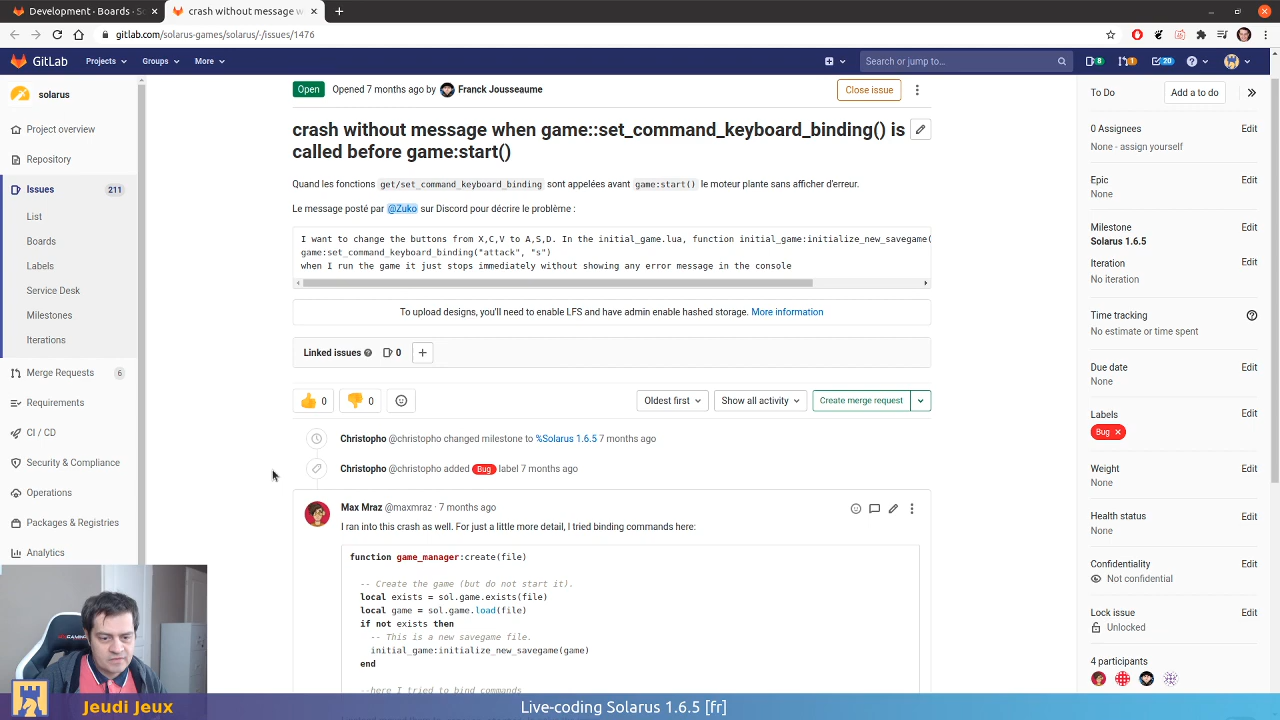 Development · Boards · S
crash without message w
gitlab.com/solarus-games/solarus/-/issues/1476
GitLab
Projects
Groups
More
Search or jump to...
8
1
20
solarus
Project overview
Repository
Issues
211
List
Boards
Labels
Service Desk
Milestones
Iterations
Merge Requests
6
Requirements
CI / CD
Security & Compliance
Operations
Packages & Registries
Analytics
Open
Opened 7 months ago by Franck Jousseaume
Close issue
crash without message when game::set_command_keyboard_binding() is
called before game:start()
Quand les fonctions get/set_command_keyboard_binding sont appelées avant game:start() le moteur plante sans afficher d'erreur.
Le message posté par @Zuko sur Discord pour décrire le problème :
I want to change the buttons from X,C,V to A,S,D. In the initial_game.lua, function initial_game:initialize_new_savegame(
game:set_command_keyboard_binding("attack", "s")
when I run the game it just stops immediately without showing any error message in the console
To upload designs, you'll need to enable LFS and have admin enable hashed storage. More information
Linked issues
0
0
0
Oldest first
Show all activity
Create merge request
Christopho @christopho changed milestone to %Solarus 1.6.5 7 months ago
Christopho @christopho added Bug label 7 months ago
Max Mraz @maxmraz · 7 months ago
I ran into this crash as well. For just a little more detail, I tried binding commands here:
function game_manager:create(file)
-- Create the game (but do not start it).
local exists = sol.game.exists(file)
local game = sol.game.load(file)
if not exists then
-- This is a new savegame file.
initial_game:initialize_new_savegame(game)
end
--here I tried to bind commands
To Do
Add a to do
0 Assignees
Edit
None - assign yourself
Epic
Edit
None
Milestone
Edit
Solarus 1.6.5
Iteration
Edit
No iteration
Time tracking
No estimate or time spent
Due date
Edit
None
Labels
Edit
Bug
Weight
Edit
None
Health status
Edit
None
Confidentiality
Edit
Not confidential
Lock issue
Edit
Unlocked
4 participants
Jeudi Jeux
Live-coding Solarus 1.6.5 [fr]